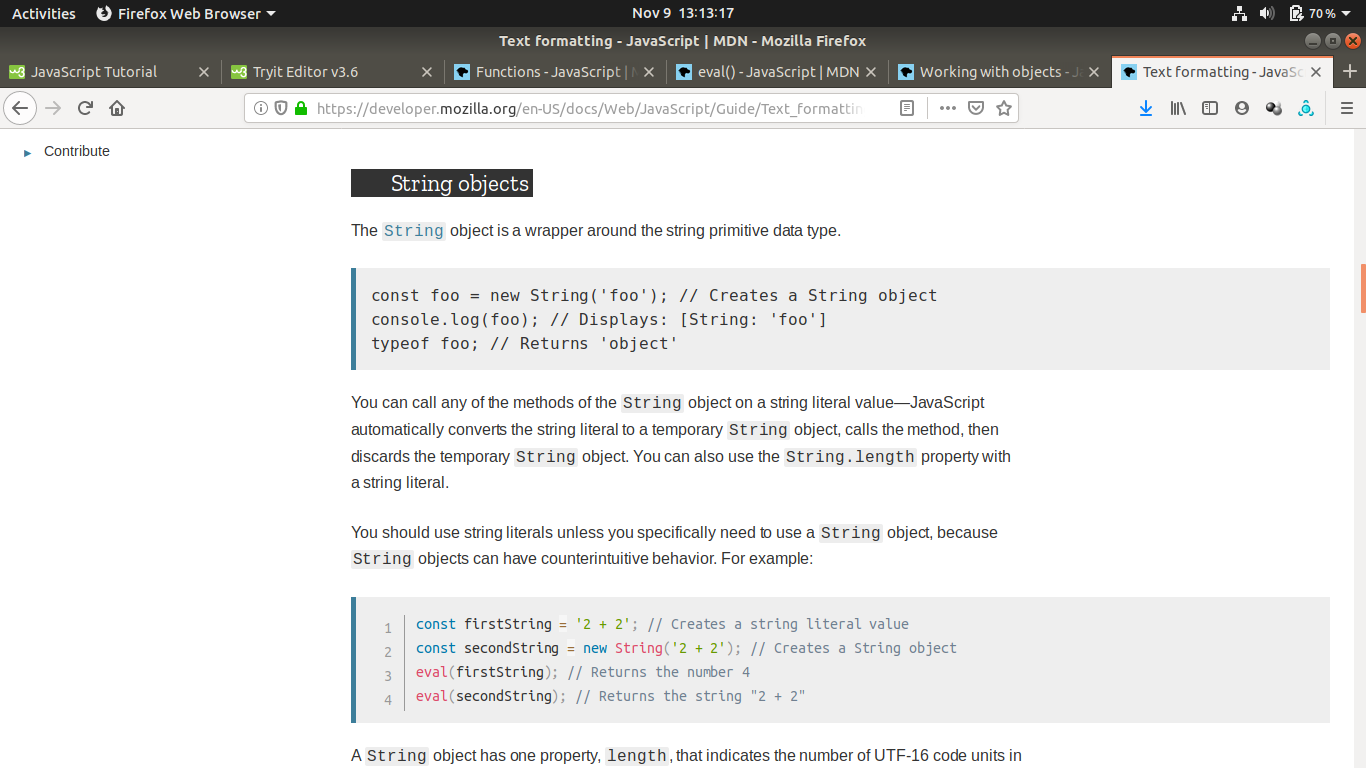 Activities Firefox Web Browser Nov 9 13:13:17 70%
Text formatting - JavaScript | MDN - Mozilla Firefox
JavaScript Tutorial Tryit Editor v3.6 Functions - JavaScript | eval() - JavaScript | MDN Working with objects - Text formatting - JavaSc
https://developer.mozilla.org/en-US/docs/Web/JavaScript/Guide/Text_formattin
Contribute
String objects
The String object is a wrapper around the string primitive data type.
const foo = new String('foo'); // Creates a String object
console.log(foo); // Displays: [String: 'foo']
typeof foo; // Returns 'object'
You can call any of the methods of the String object on a string literal value—JavaScript
automatically converts the string literal to a temporary String object, calls the method, then
discards the temporary String object. You can also use the String.length property with
a string literal.
You should use string literals unless you specifically need to use a String object, because
String objects can have counterintuitive behavior. For example:
1 const firstString = '2 + 2'; // Creates a string literal value
2 const secondString = new String('2 + 2'); // Creates a String object
3 eval(firstString); // Returns the number 4
4 eval(secondString); // Returns the string "2 + 2"
A String object has one property, length, that indicates the number of UTF-16 code units in